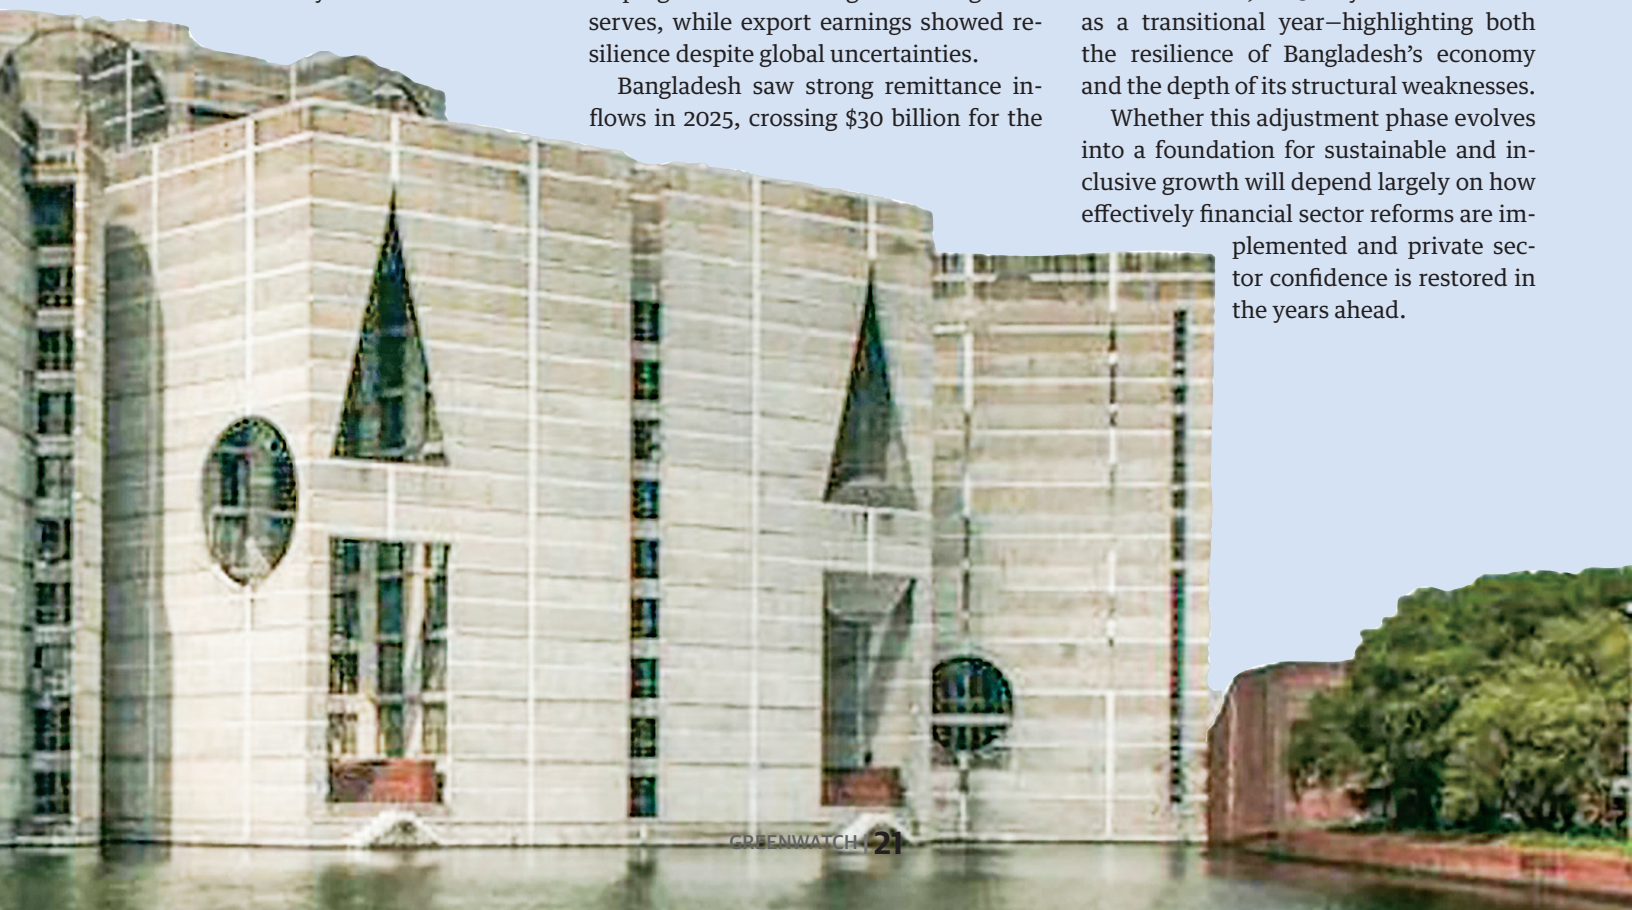 serves, while export earnings showed re-
silience despite global uncertainties.
Bangladesh saw strong remittance in-
flows in 2025, crossing $30 billion for the
as a transitional year—highlighting both
the resilience of Bangladesh’s economy
and the depth of its structural weaknesses.
Whether this adjustment phase evolves
into a foundation for sustainable and in-
clusive growth will depend largely on how
effectively financial sector reforms are im-
plemented and private sec-
tor confidence is restored in
the years ahead.
GREENWATCH | 21